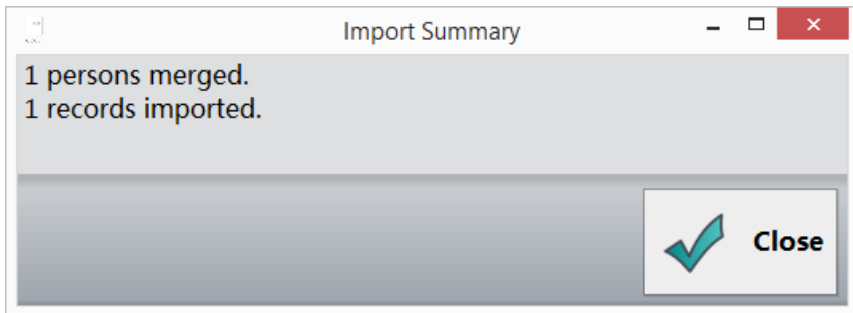 Import Summary
1 persons merged.
1 records imported.
Close